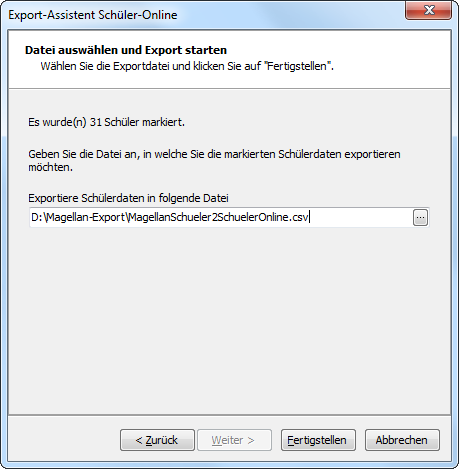 Export-Assistent Schüler-Online
Datei auswählen und Export starten
Wählen Sie die Exportdatei und klicken Sie auf "Fertigstellen".
Es wurde(n) 31 Schüler markiert.
Geben Sie die Datei an, in welche Sie die markierten Schülerdaten exportieren
möchten.
Exportiere Schülerdaten in folgende Datei
D:\Magellan-Export\MagellanSchueler2SchuelerOnline.csv
...
< Zurück
Weiter >
Fertigstellen
Abbrechen